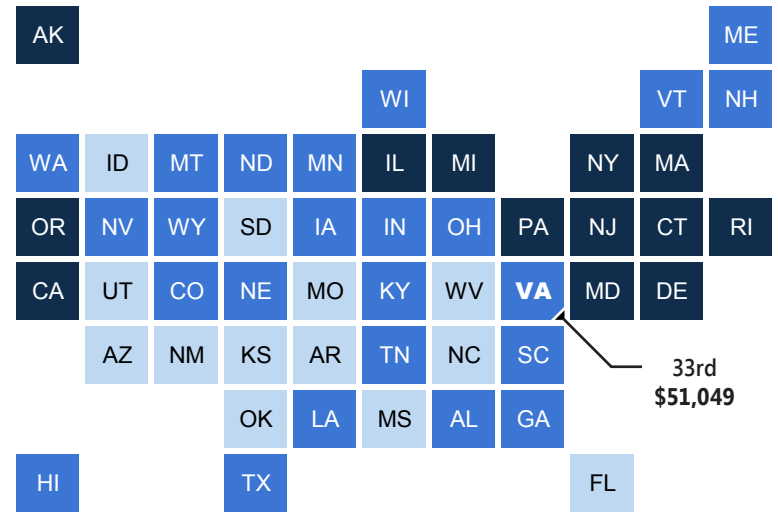 AK ME
WI VT NH
WA ID MT ND MN IL MI NY MA
OR NV WY SD IA IN OH PA NJ CT RI
CA UT CO NE MO KY WV VA MD DE
AZ NM KS AR TN NC SC
33rd
$51,049
OK LA MS AL GA
HI TX FL